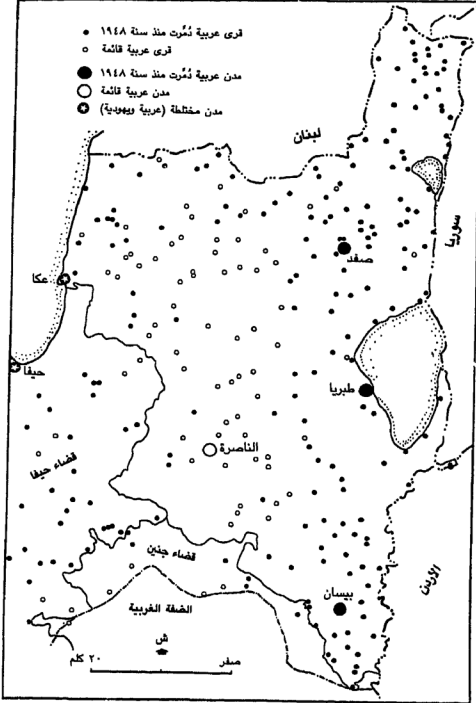 قرى عربية دُمِّرت منذ سنة ١٩٤٨
قرى عربية قائمة
مدن عربية دُمِّرت منذ سنة ١٩٤٨
مدن عربية قائمة
مدن مختلطة (عربية ويهودية)
لبنان
سوريا
صفد
عكا
حيفا
طبريا
الناصرة
قضاء حيفا
قضاء جنين
الاردن
بيسان
الضفة الغربية
ش
صفر
٢٠ كلم